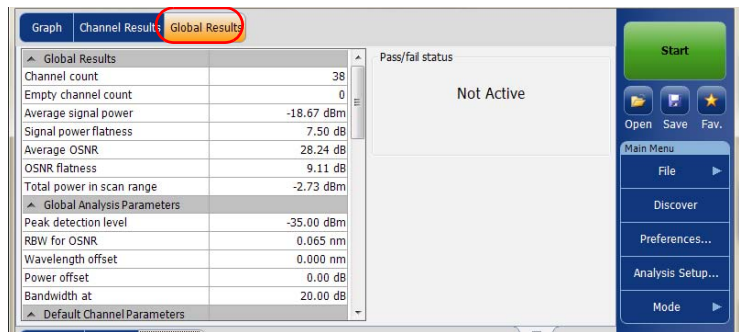 Graph Channel Results Global Results
Global Results
Channel count 38
Empty channel count 0
Average signal power -18.67 dBm
Signal power flatness 7.50 dB
Average OSNR 28.24 dB
OSNR flatness 9.11 dB
Total power in scan range -2.73 dBm
Global Analysis Parameters
Peak detection level -35.00 dBm
RBW for OSNR 0.065 nm
Wavelength offset 0.000 nm
Power offset 0.00 dB
Bandwidth at 20.00 dB
Default Channel Parameters
Pass/fail status
Not Active
Start
Open Save Fav.
Main Menu
File
Discover
Preferences...
Analysis Setup...
Mode